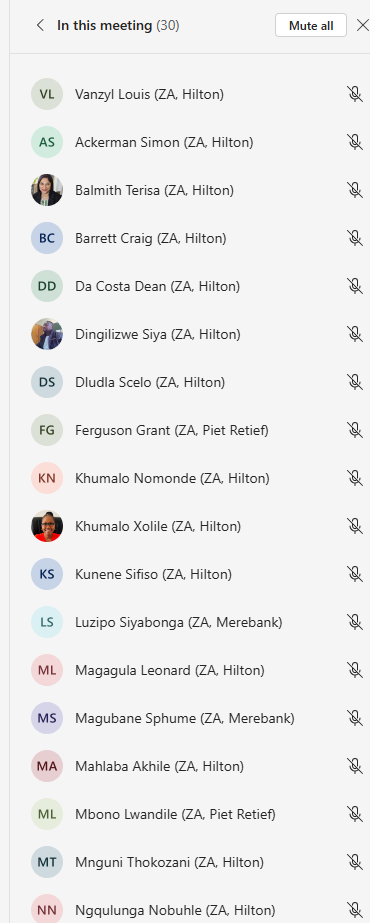 In this meeting (30)
Mute all
VL Vanzyl Louis (ZA, Hilton)
AS Ackerman Simon (ZA, Hilton)
Balmith Terisa (ZA, Hilton)
BC Barrett Craig (ZA, Hilton)
DD Da Costa Dean (ZA, Hilton)
Dingilizwe Siya (ZA, Hilton)
DS Dludla Scelo (ZA, Hilton)
FG Ferguson Grant (ZA, Piet Retief)
KN Khumalo Nomonde (ZA, Hilton)
Khumalo Xolile (ZA, Hilton)
KS Kunene Sifiso (ZA, Hilton)
LS Luzipo Siyabonga (ZA, Merebank)
ML Magagula Leonard (ZA, Hilton)
MS Magubane Sphume (ZA, Merebank)
MA Mahlaba Akhile (ZA, Hilton)
ML Mbono Lwandile (ZA, Piet Retief)
MT Mnguni Thokozani (ZA, Hilton)
NN Ngqulunga Nobuhle (ZA, Hilton)